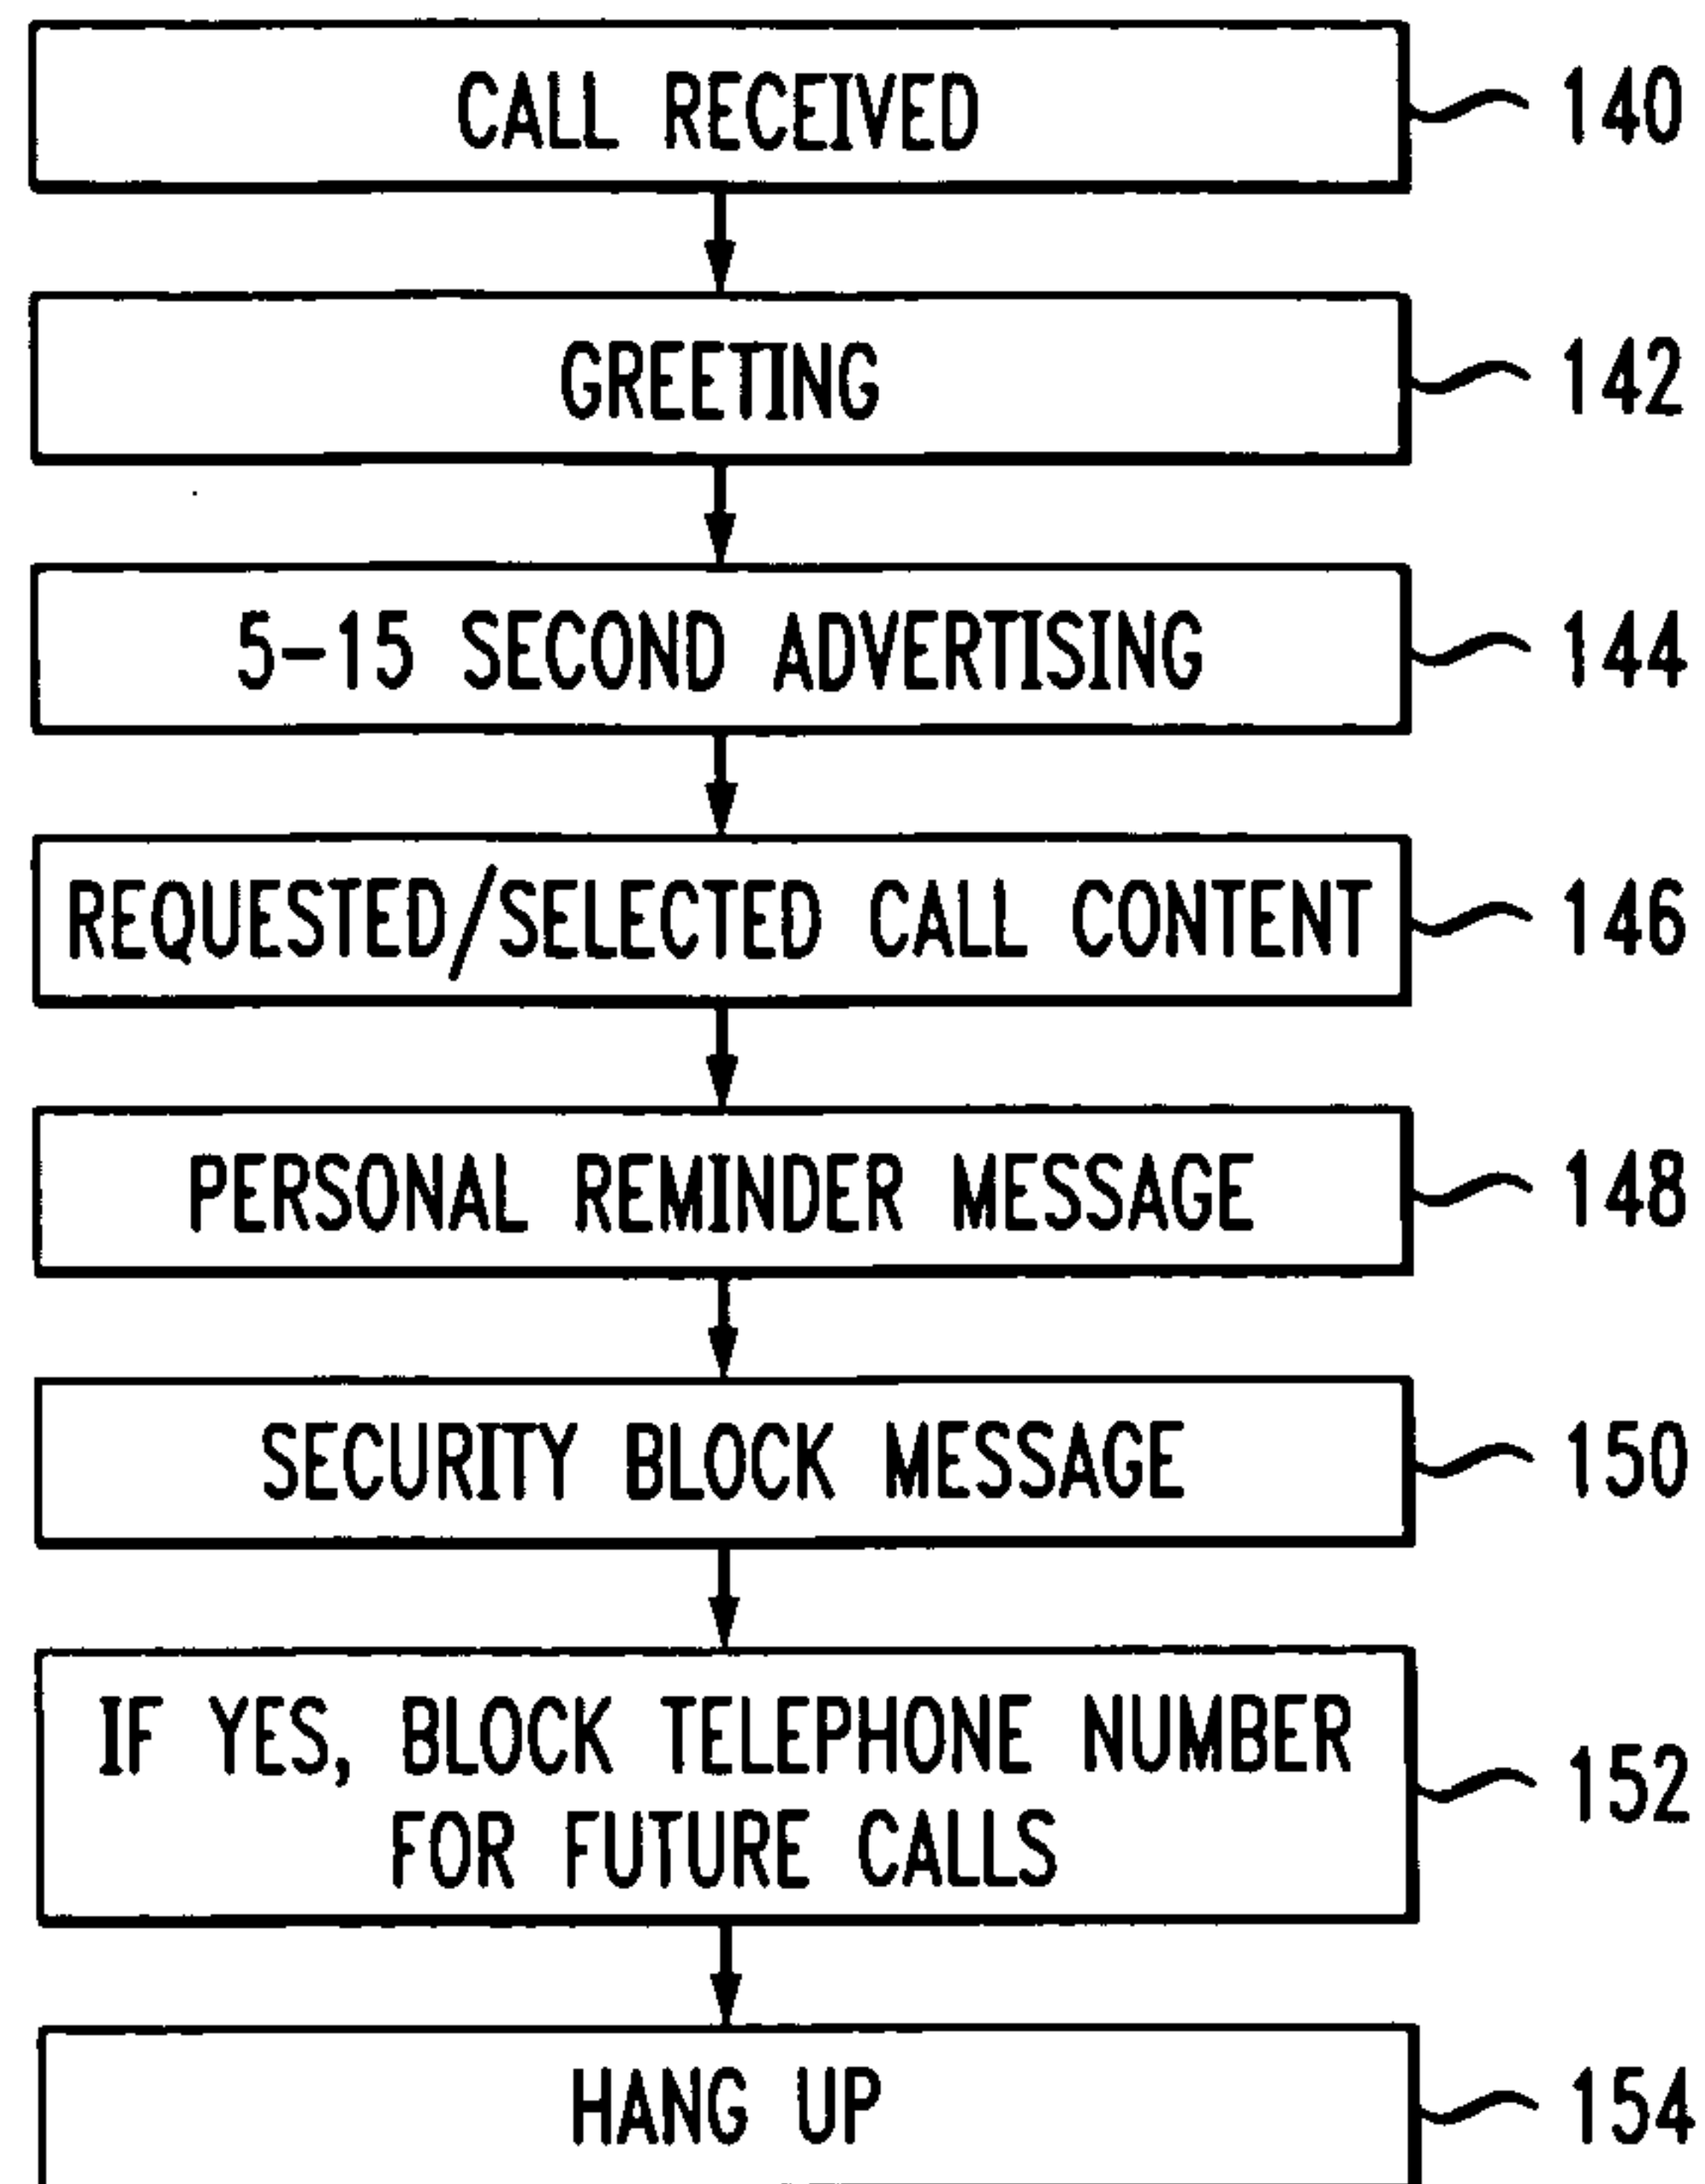 CALL RECEIVED 140
GREETING 142
5-15 SECOND ADVERTISING 144
REQUESTED/SELECTED CALL CONTENT 146
PERSONAL REMINDER MESSAGE 148
SECURITY BLOCK MESSAGE 150
IF YES, BLOCK TELEPHONE NUMBER
FOR FUTURE CALLS
152
HANG UP 154